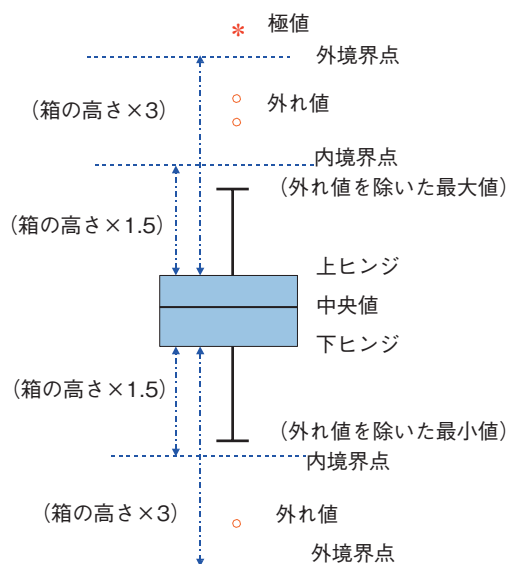 極値
外境界点
(箱の高さ×3)
外れ値
内境界点
(外れ値を除いた最大値)
(箱の高さ×1.5)
上ヒンジ
中央値
下ヒンジ
(箱の高さ×1.5)
(外れ値を除いた最小値)
内境界点
(箱の高さ×3)
外れ値
外境界点